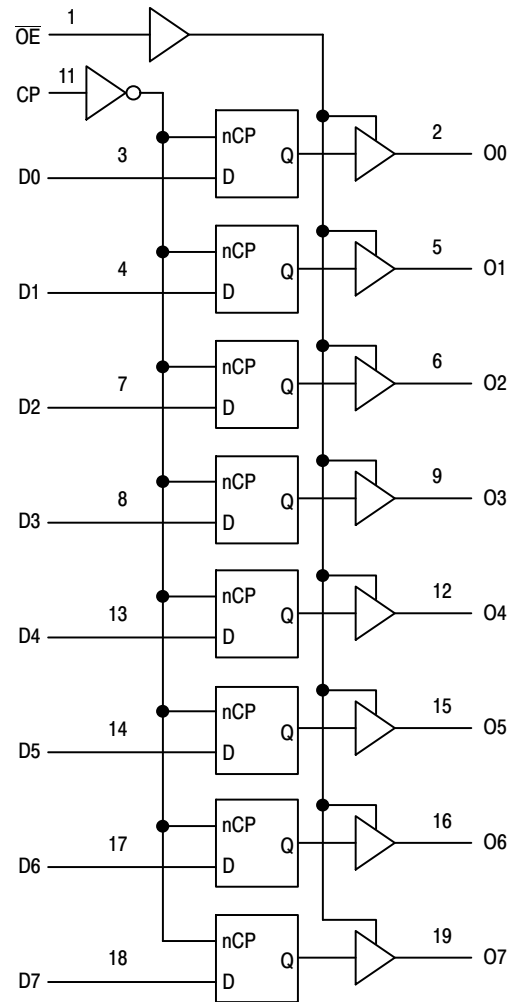 O̅E̅ 1
CP 11
nCP
D0 3 D Q 2 O0
nCP
D1 4 D Q 5 O1
nCP
D2 7 D Q 6 O2
nCP
D3 8 D Q 9 O3
nCP
D4 13 D Q 12 O4
nCP
D5 14 D Q 15 O5
nCP
D6 17 D Q 16 O6
nCP
D7 18 D Q 19 O7